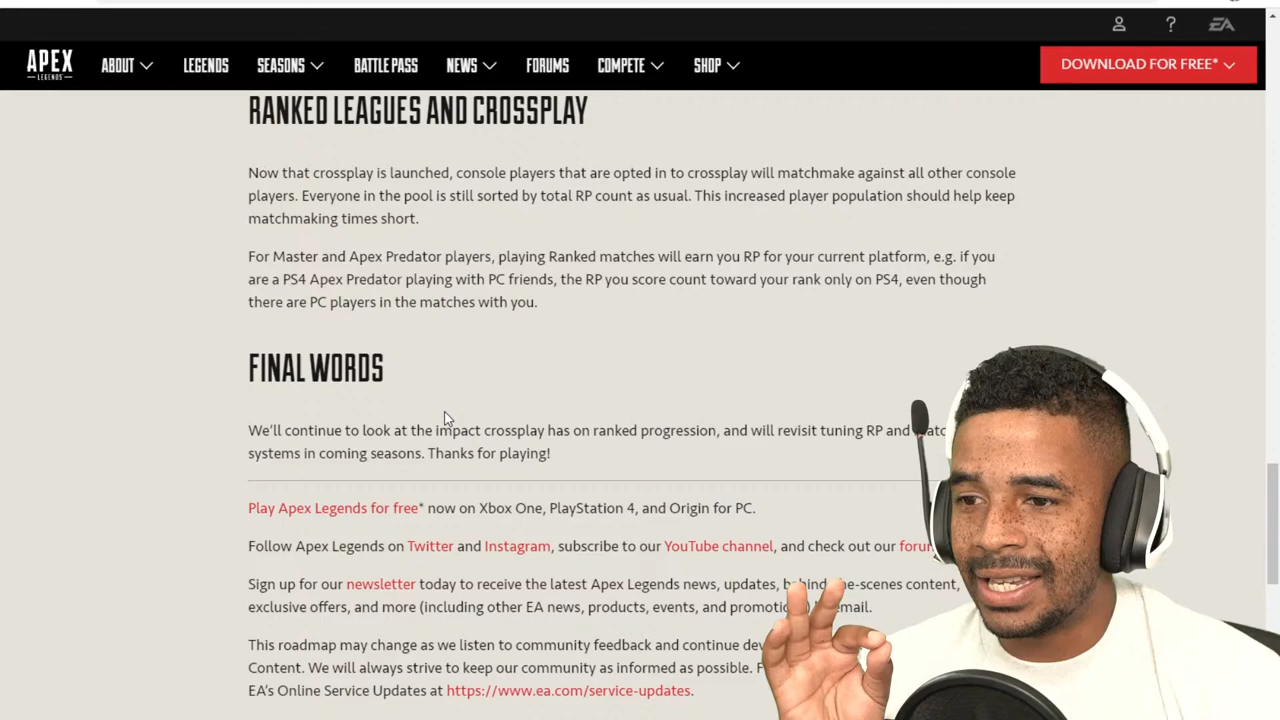 APEX
LEGENDS
ABOUT LEGENDS SEASONS BATTLE PASS NEWS FORUMS COMPETE SHOP
? EA
DOWNLOAD FOR FREE*
RANKED LEAGUES AND CROSSPLAY
Now that crossplay is launched, console players that are opted in to crossplay will matchmake against all other console
players. Everyone in the pool is still sorted by total RP count as usual. This increased player population should help keep
matchmaking times short.
For Master and Apex Predator players, playing Ranked matches will earn you RP for your current platform, e.g. if you
are a PS4 Apex Predator playing with PC friends, the RP you score count toward your rank only on PS4, even though
there are PC players in the matches with you.
FINAL WORDS
We'll continue to look at the impact crossplay has on ranked progression, and will revisit tuning RP and
systems in coming seasons. Thanks for playing!
Play Apex Legends for free* now on Xbox One, PlayStation 4, and Origin for PC.
Follow Apex Legends on Twitter and Instagram, subscribe to our YouTube channel, and check out our
Sign up for our newsletter today to receive the latest Apex Legends news, updates, behind-the-scenes content,
exclusive offers, and more (including other EA news, products, events, and email.
This roadmap may change as we listen to community feedback and continue
Content. We will always strive to keep our community as informed as possible.
EA's Online Service Updates at https://www.ea.com/service-updates.